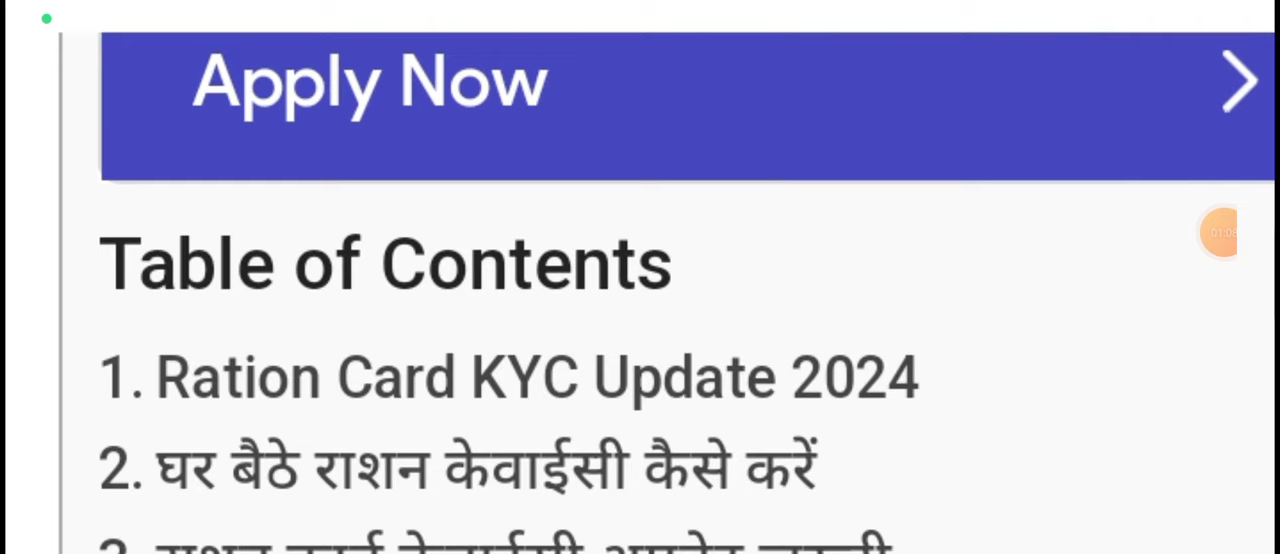 Apply Now
Table of Contents
1. Ration Card KYC Update 2024
2. घर बैठे राशन केवाईसी कैसे करें